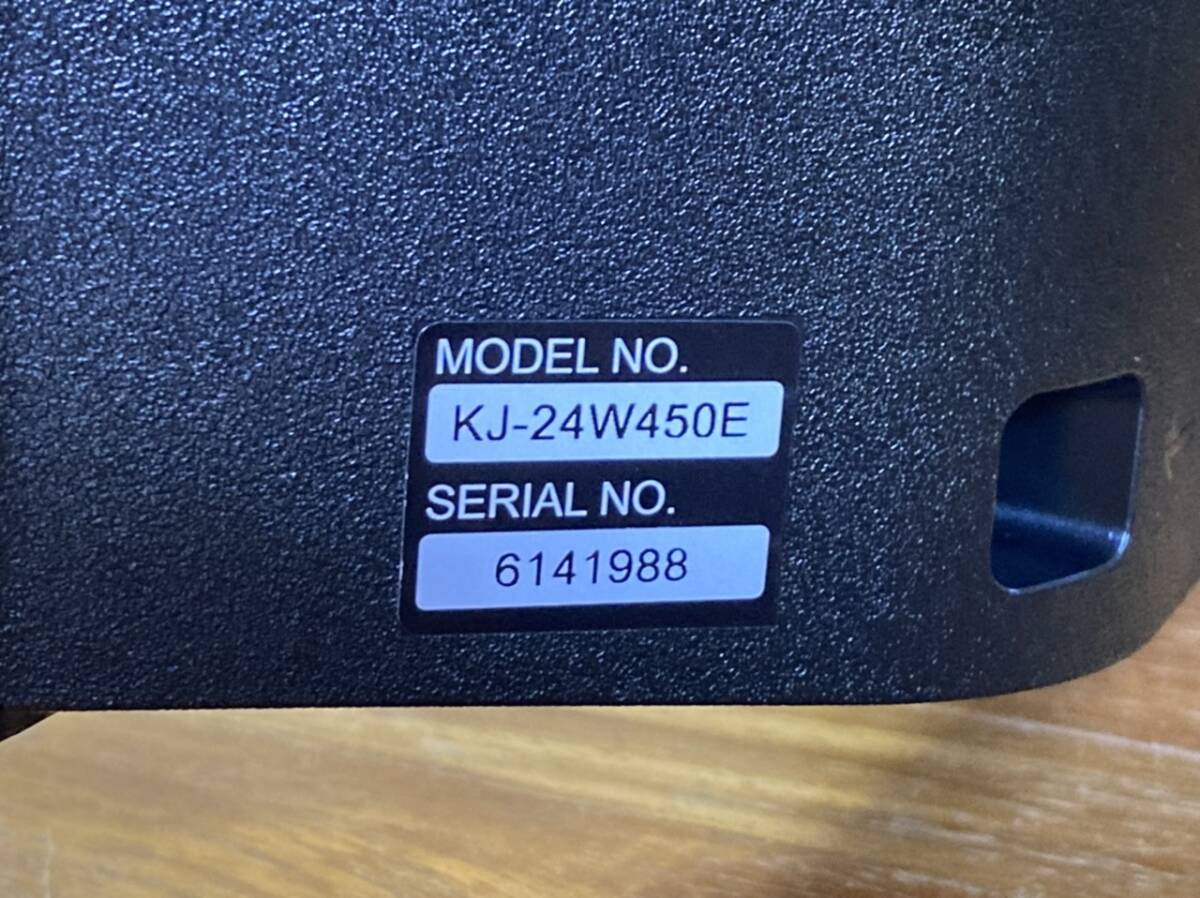 MODEL NO.
KJ-24W450E
SERIAL NO.
6141988